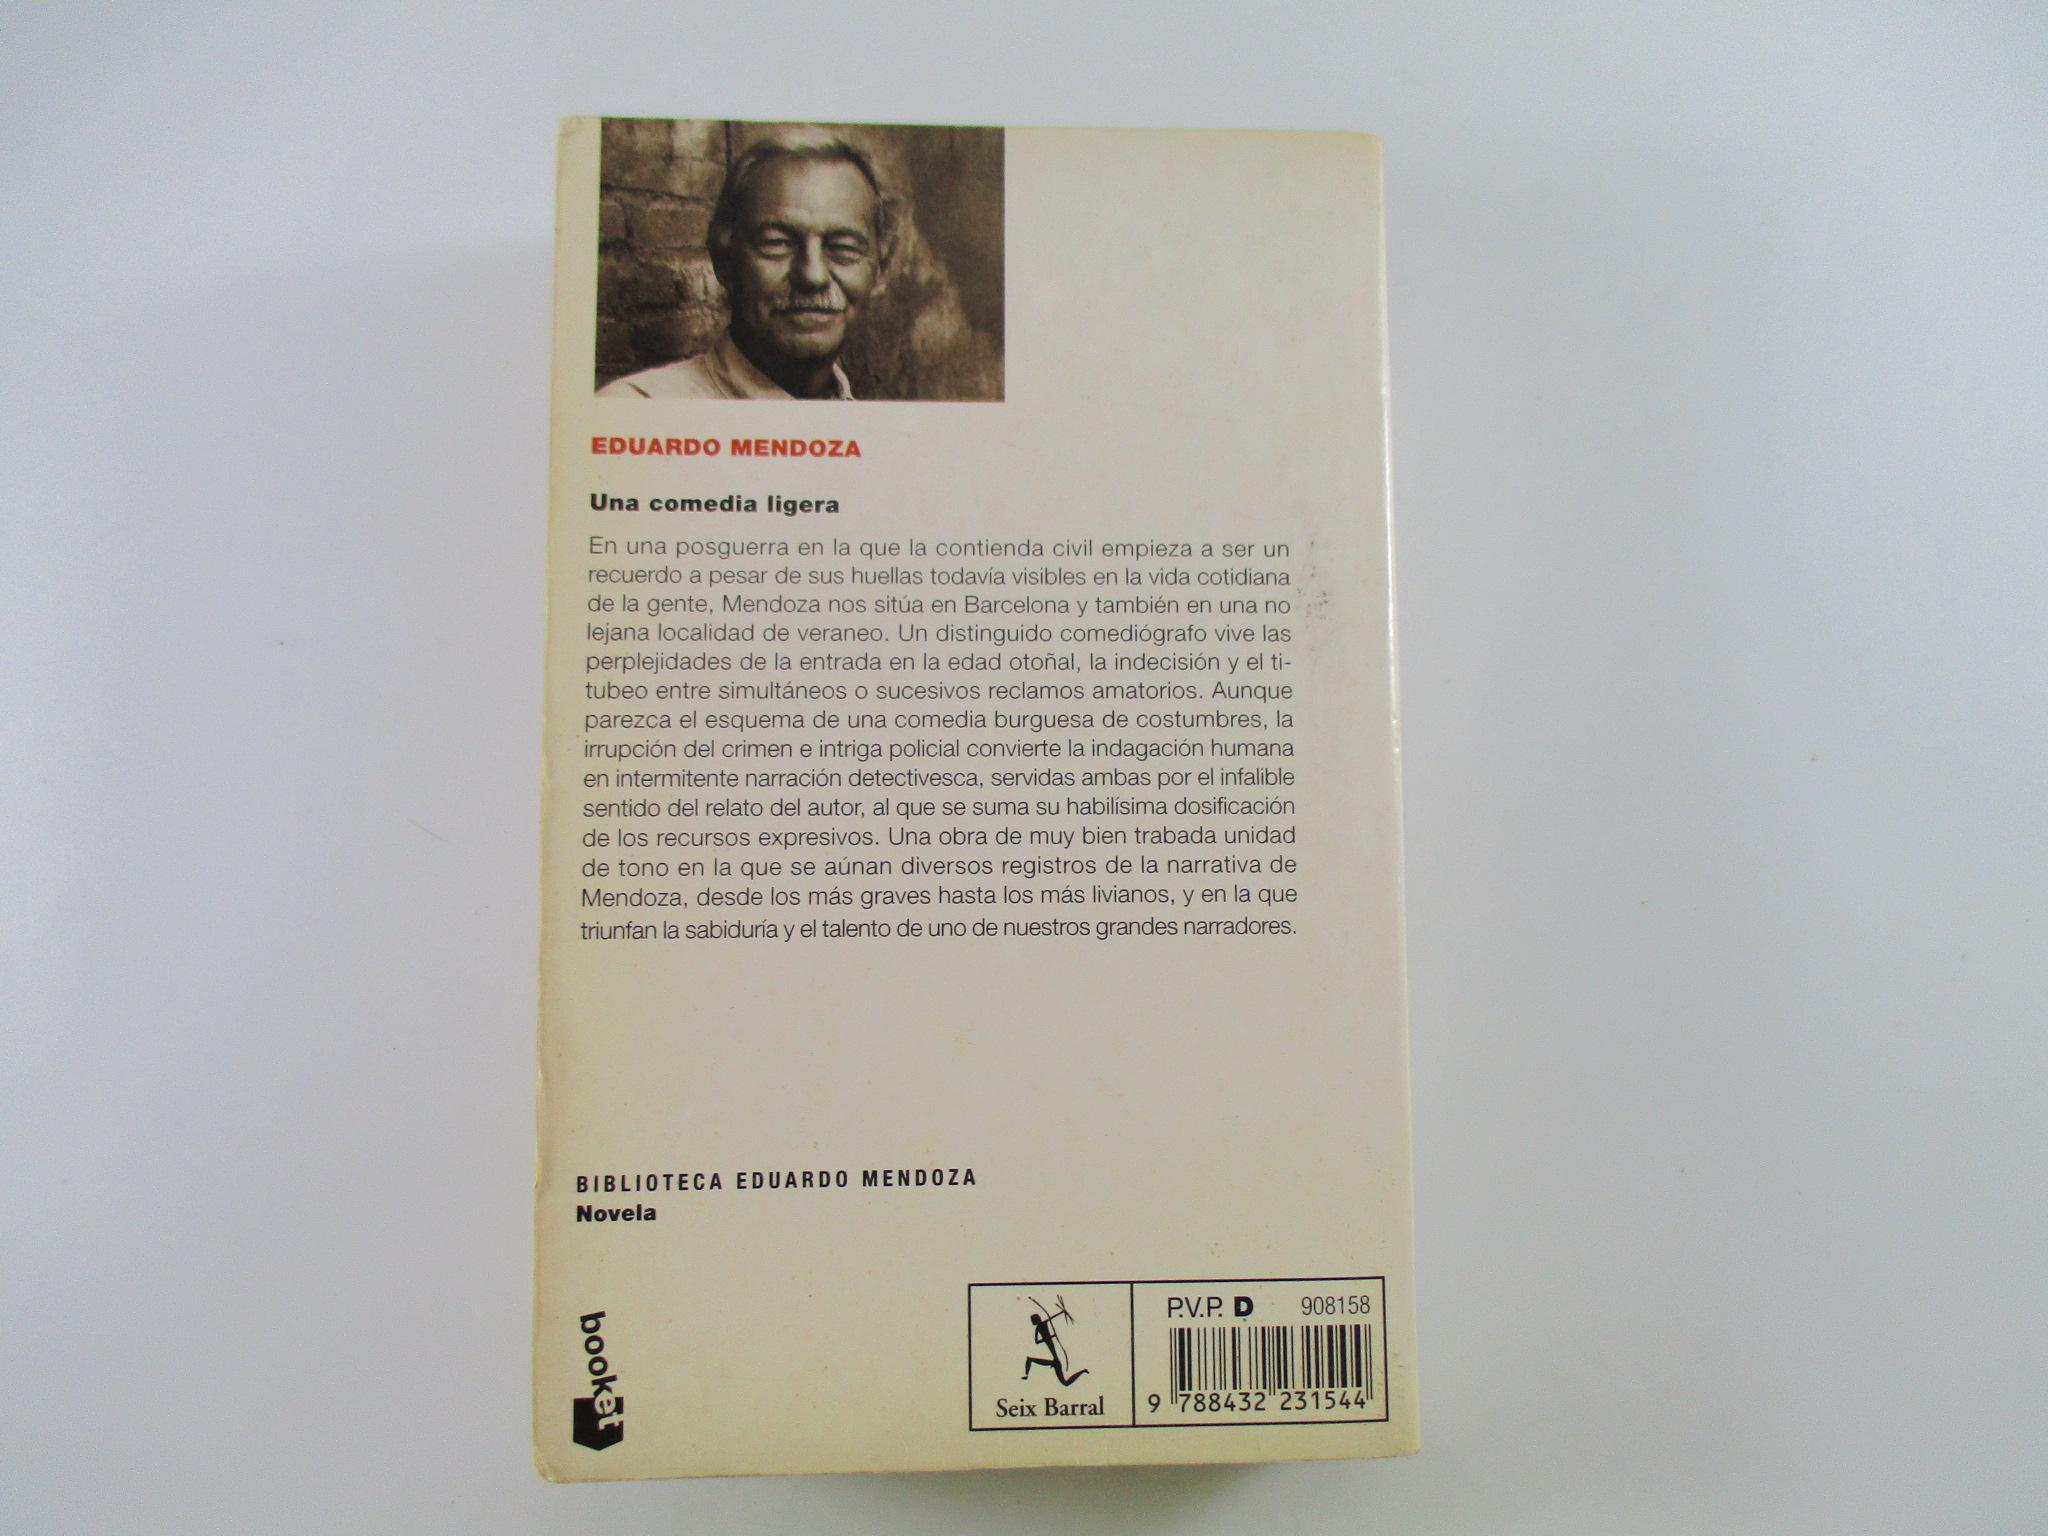 EDUARDO MENDOZA
Una comedia ligera
En una posguerra en la que la contienda civil empieza a ser un
recuerdo a pesar de sus huellas todavía visibles en la vida cotidiana
de la gente, Mendoza nos sitúa en Barcelona y también en una no
lejana localidad de veraneo. Un distinguido comediógrafo vive las
perplejidades de la entrada en la edad otoñal, la indecisión y el ti-
tubeo entre simultáneos o sucesivos reclamos amatorios. Aunque
parezca el esquema de una comedia burguesa de costumbres, la
irrupción del crimen e intriga policial convierte la indagación humana
en intermitente narración detectivesca, servidas ambas por el infalible
sentido del relato del autor, al que se suma su habilísima dosificación
de los recursos expresivos. Una obra de muy bien trabada unidad
de tono en la que se aúnan diversos registros de la narrativa de
Mendoza, desde los más graves hasta los más livianos, y en la que
triunfan la sabiduría y el talento de uno de nuestros grandes narradores.
BIBLIOTECA EDUARDO MENDOZA
Novela
booket
Seix Barral
P.V.P. D 908158
9 788432 231544